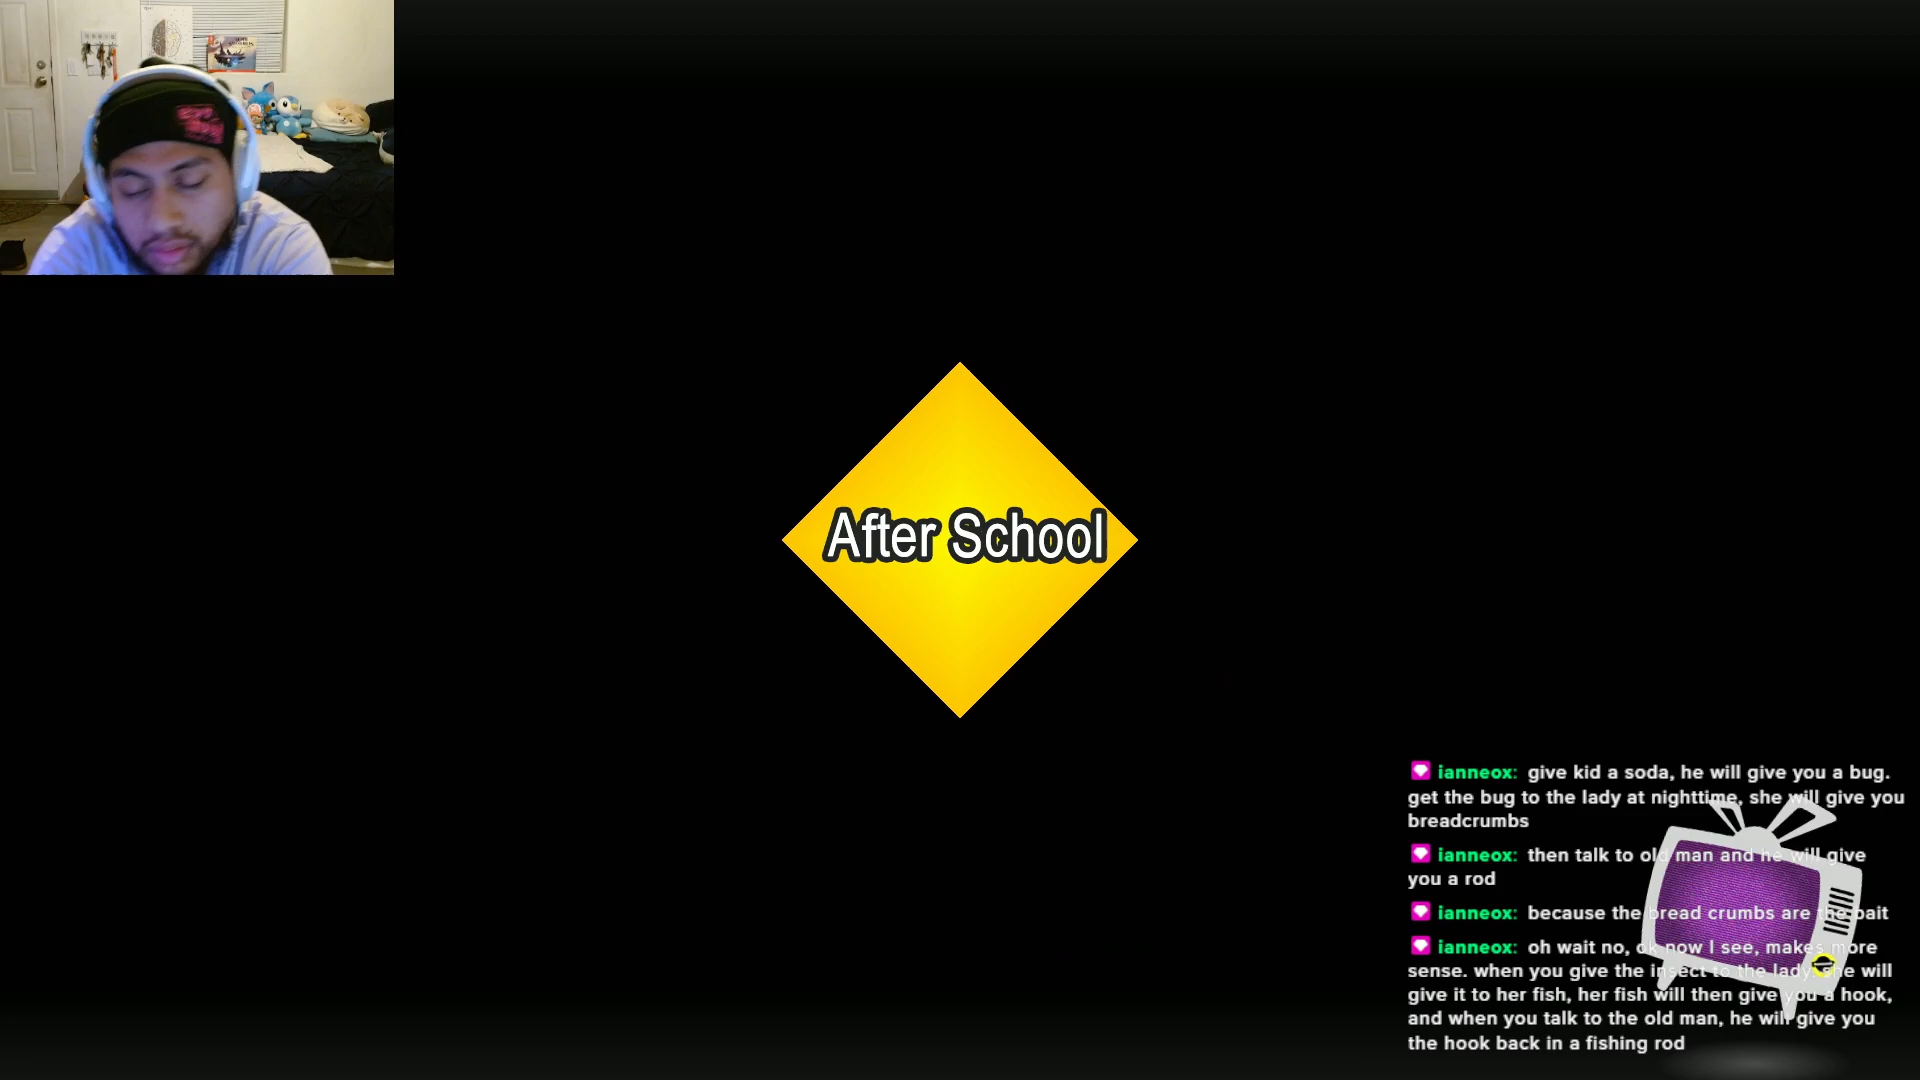 After School
ianneox: give kid a soda, he will give you a bug.
get the bug to the lady at nighttime, she will give you
breadcrumbs
ianneox: then talk to old man and he will give
you a rod
ianneox: because the bread crumbs are the bait
ianneox: oh wait no, ok now I see, makes more
sense. when you give the insect to the lady, she will
give it to her fish, her fish will then give you a hook,
and when you talk to the old man, he will give you
the hook back in a fishing rod